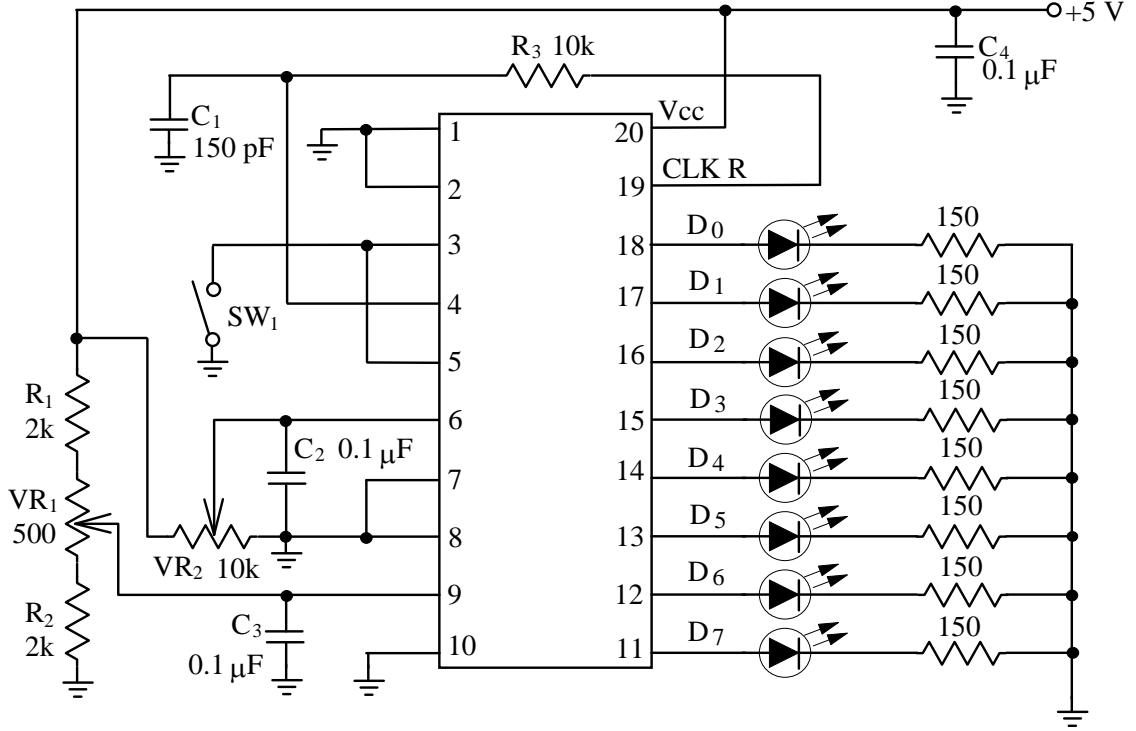 +5 V
R3 10k
C4
0.1 µF
C1
150 pF
Vcc
CLK R
1
2
3
4
5
6
7
8
9
10
20
19
18
17
16
15
14
13
12
11
SW1
D0
150
D1
150
D2
150
D3
150
D4
150
D5
150
D6
150
D7
150
R1
2k
C2 0.1 µF
VR1
500
VR2 10k
R2
2k
C3
0.1 µF